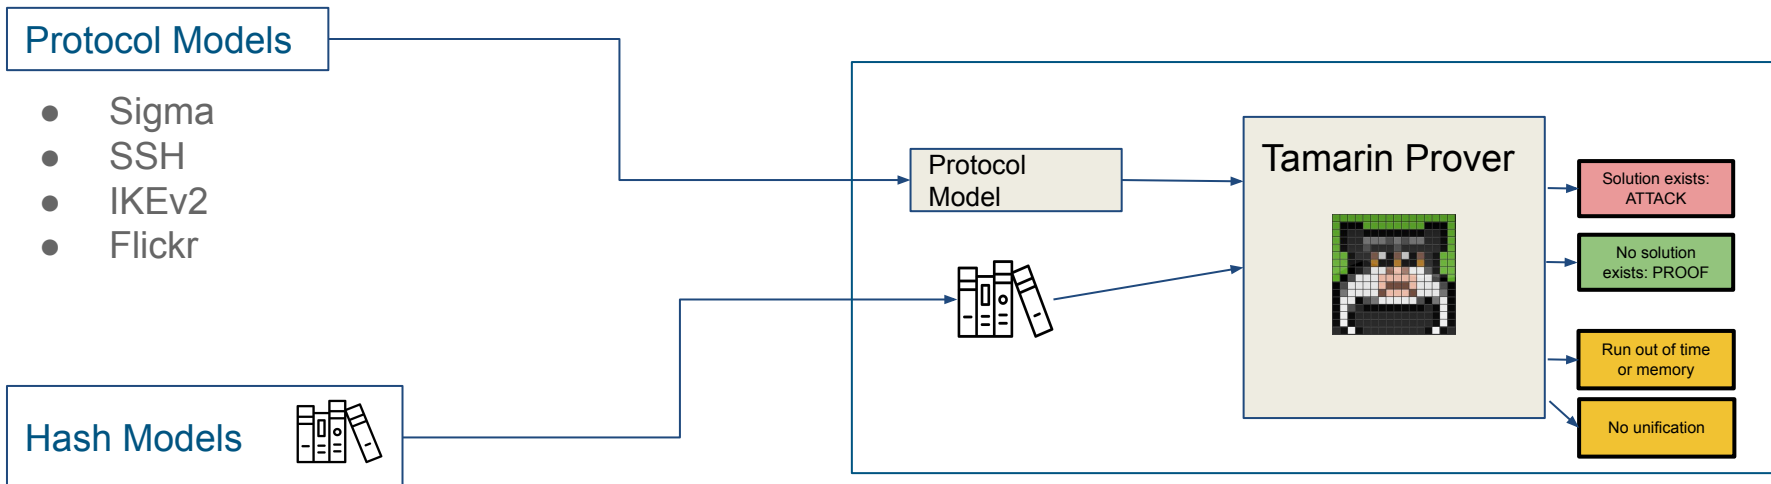 Protocol Models
● Sigma
● SSH
● IKEv2
● Flickr
Hash Models
Protocol
Model
Tamarin Prover
Solution exists:
ATTACK
No solution
exists: PROOF
Run out of time
or memory
No unification